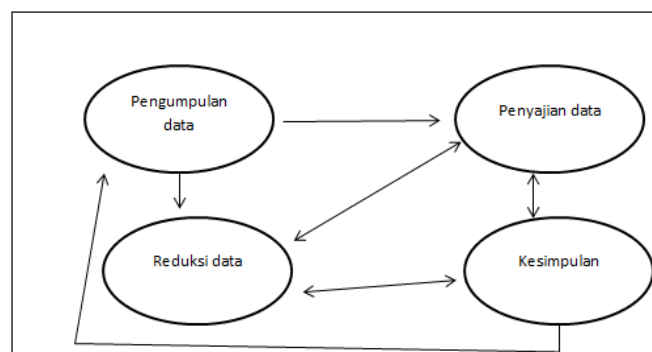 Pengumpulan
data
Penyajian data
Reduksi data
Kesimpulan